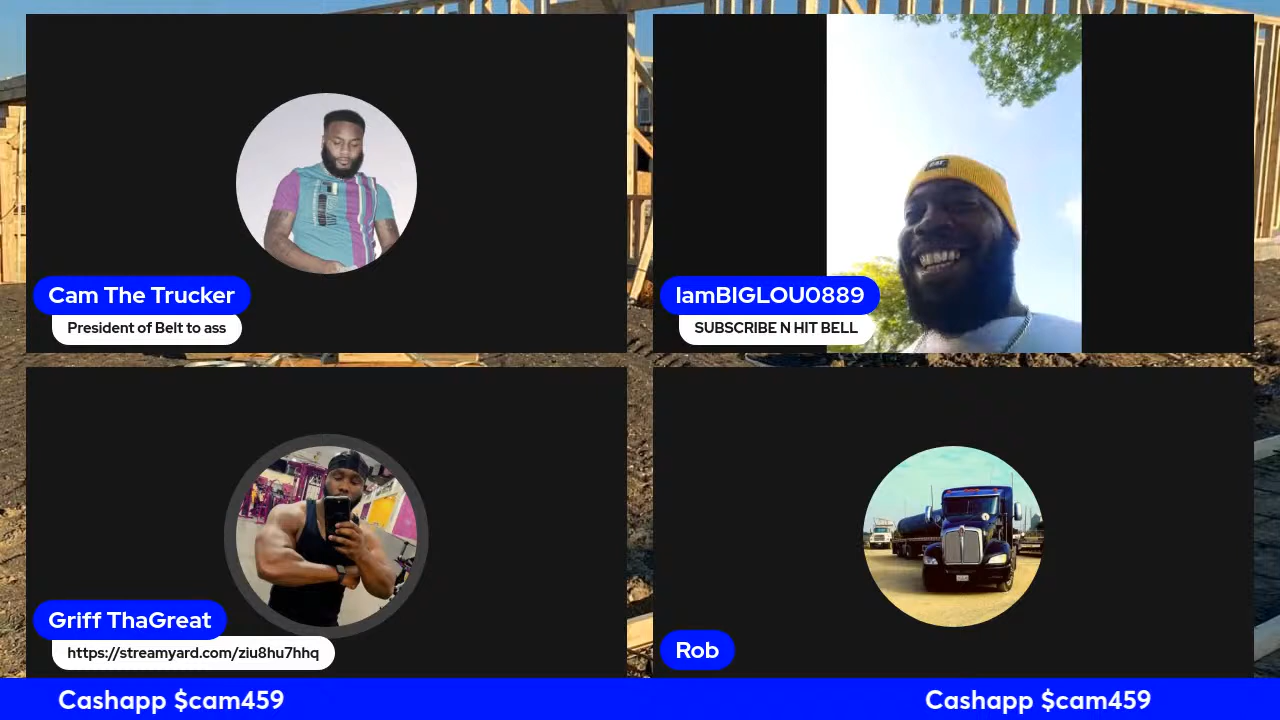 Cam The Trucker
President of Belt to ass
IamBIGLOU0889
SUBSCRIBE N HIT BELL
Griff ThaGreat
https://streamyard.com/ziu8hu7hhq
Rob
Cashapp $cam459
Cashapp $cam459